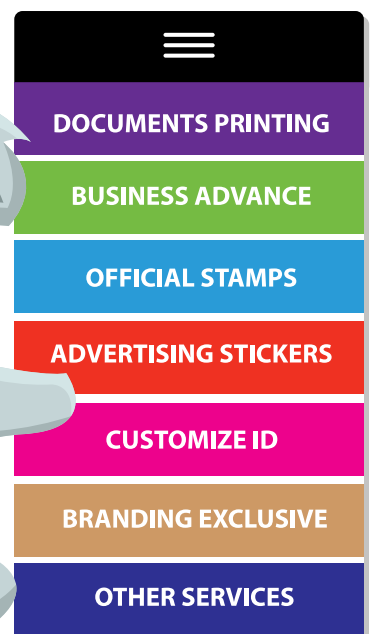 DOCUMENTS PRINTING
BUSINESS ADVANCE
OFFICIAL STAMPS
ADVERTISING STICKERS
CUSTOMIZE ID
BRANDING EXCLUSIVE
OTHER SERVICES